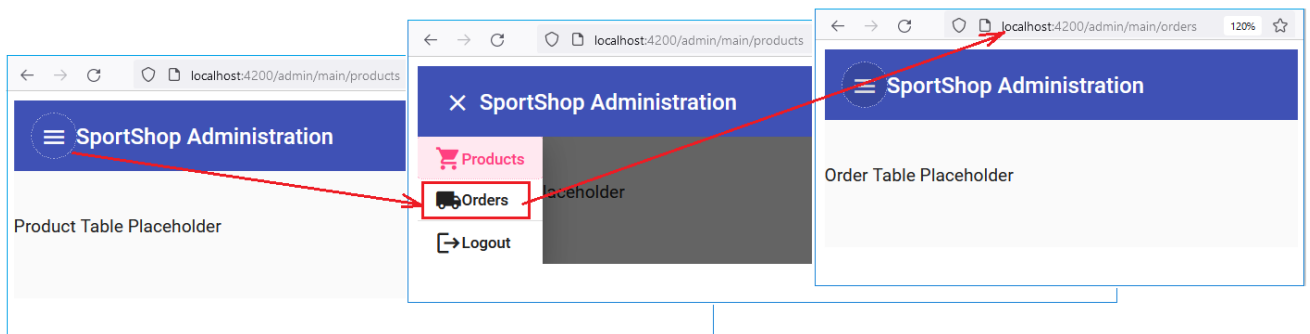 localhost:4200/admin/main/products
SportShop Administration
Product Table Placeholder
localhost:4200/admin/main/products
SportShop Administration
Products
Orders
Logout
laceholder
localhost:4200/admin/main/orders
120%
SportShop Administration
Order Table Placeholder